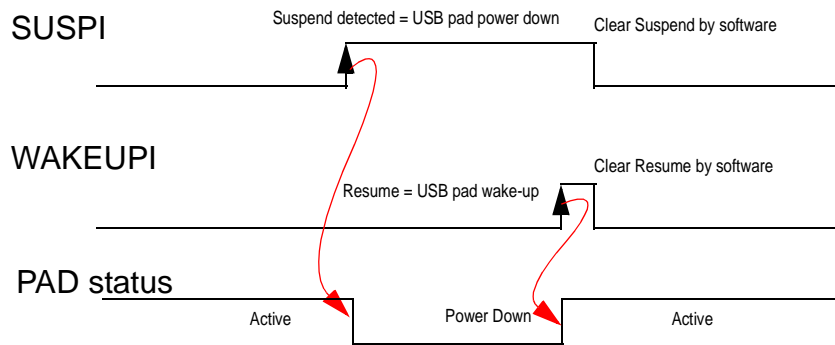 SUSPI
Suspend detected = USB pad power down
Clear Suspend by software
WAKEUPI
Resume = USB pad wake-up
Clear Resume by software
PAD status
Active
Power Down
Active